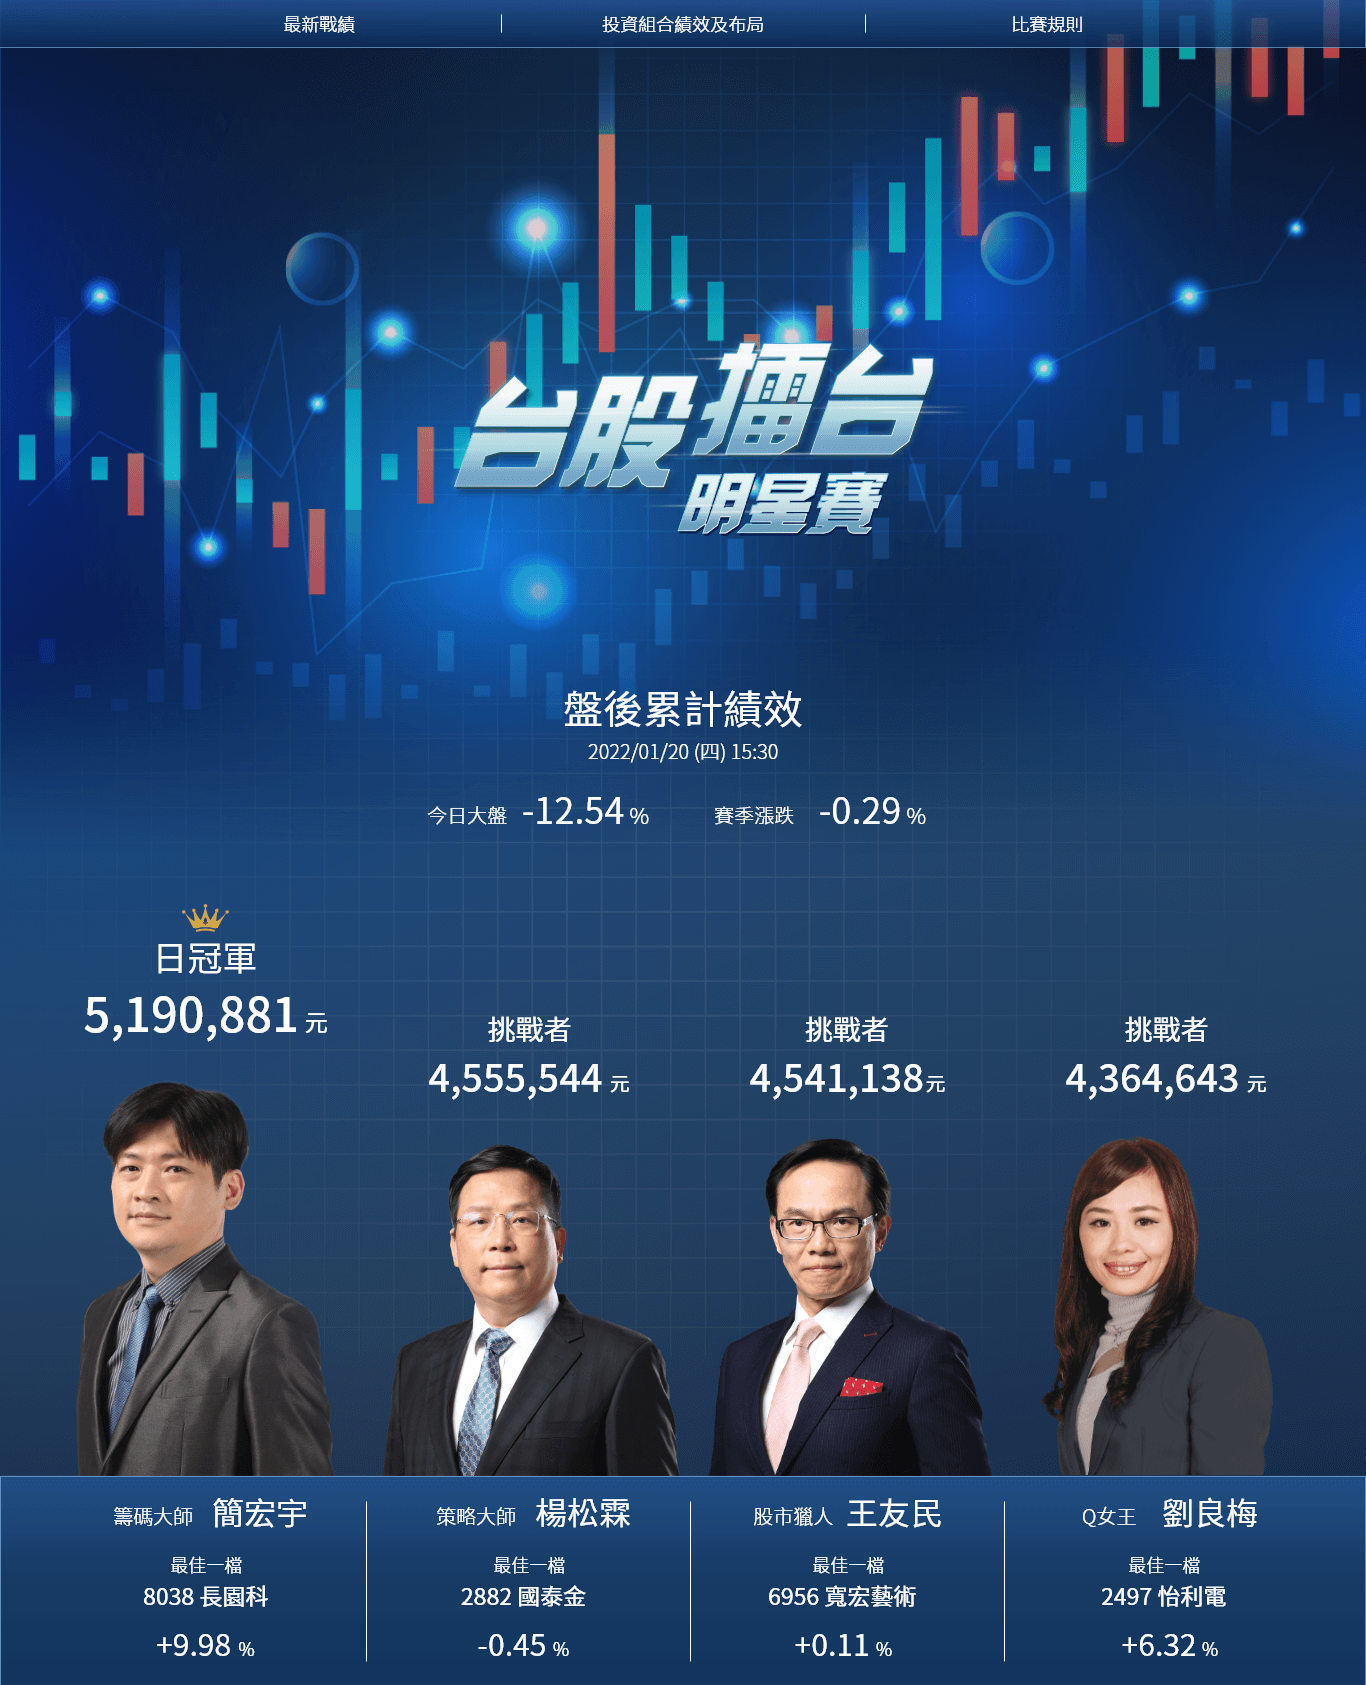 最新戰績
投資組合績效及布局
比賽規則
台股擂台
明星賽
盤後累計績效
2022/01/20 (四) 15:30
今日大盤 -12.54 %
賽季漲跌 -0.29 %
日冠軍
5,190,881 元
挑戰者
4,555,544 元
挑戰者
4,541,138元
挑戰者
4,364,643 元
籌碼大師 簡宏宇
最佳一檔
8038 長園科
+9.98 %
策略大師 楊松霖
最佳一檔
2882 國泰金
-0.45 %
股市獵人 王友民
最佳一檔
6956 寬宏藝術
+0.11 %
Q女王 劉良梅
最佳一檔
2497 怡利電
+6.32 %